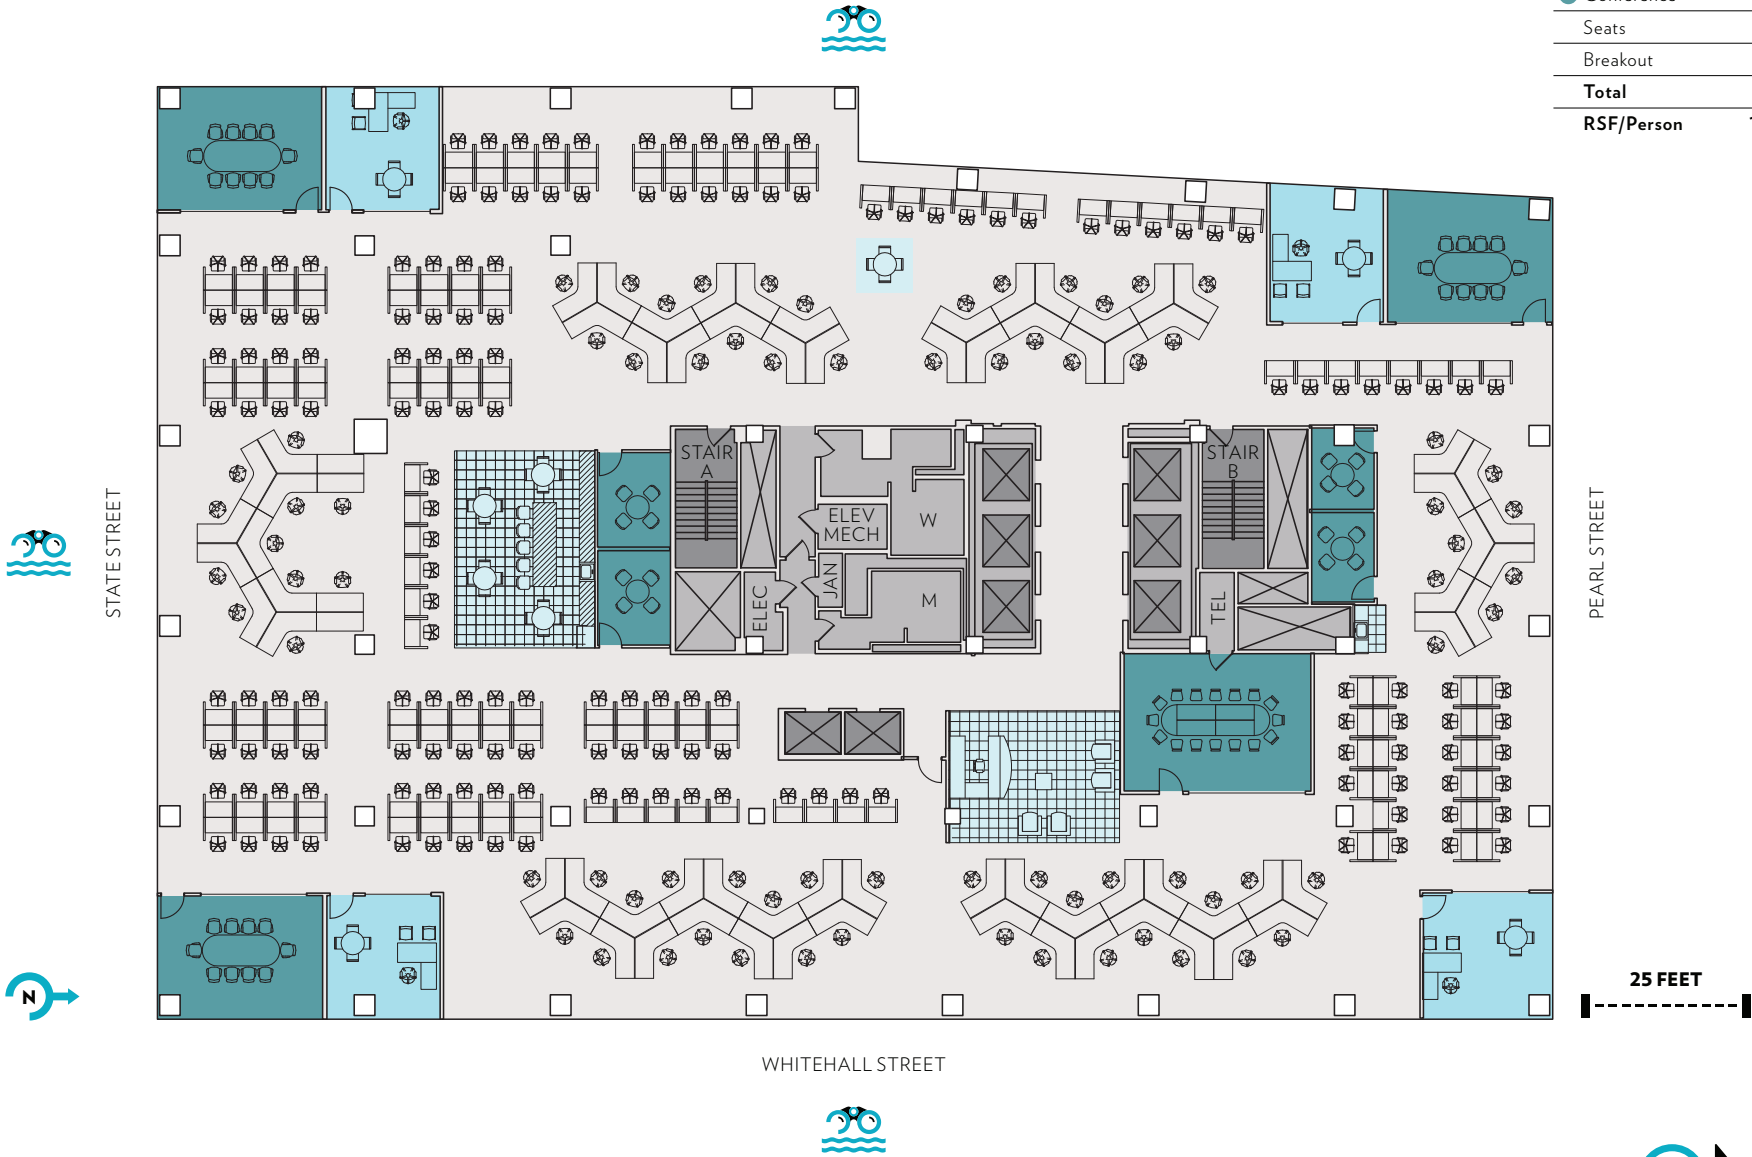 Conference
Seats
Breakout
Total
RSF/Person
STAIR
A
STAIR
B
ELEV
MECH
W
JAN
M
ELEC
TEL
STATE STREET
PEARL STREET
N
25 FEET
WHITEHALL STREET